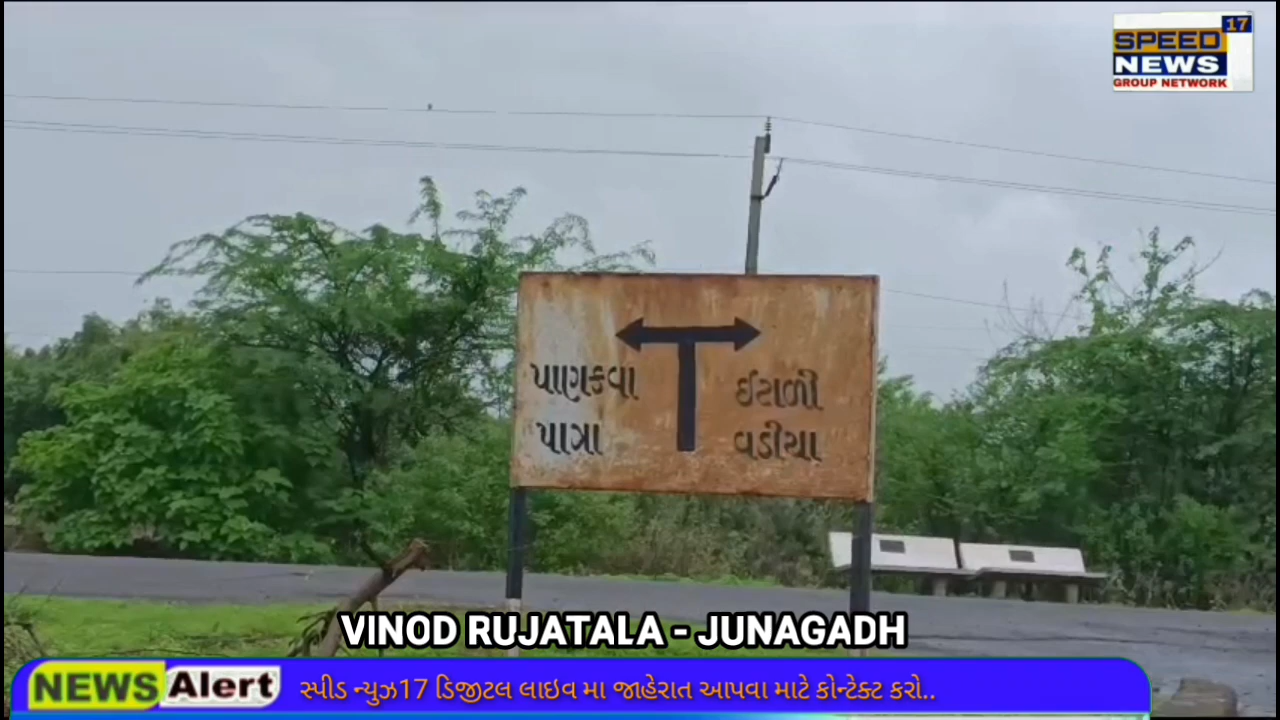 17
SPEED
NEWS
GROUP NETWORK
પાણકવા
પાત્રા
ઈટાળી
વડીયા
VINOD RUJATALA - JUNAGADH
NEWS Alert
સ્પીડ ન્યુઝ17 ડિજીટલ લાઇવ મા જાહેરાત આપવા માટે કોન્ટેક્ટ કરો..